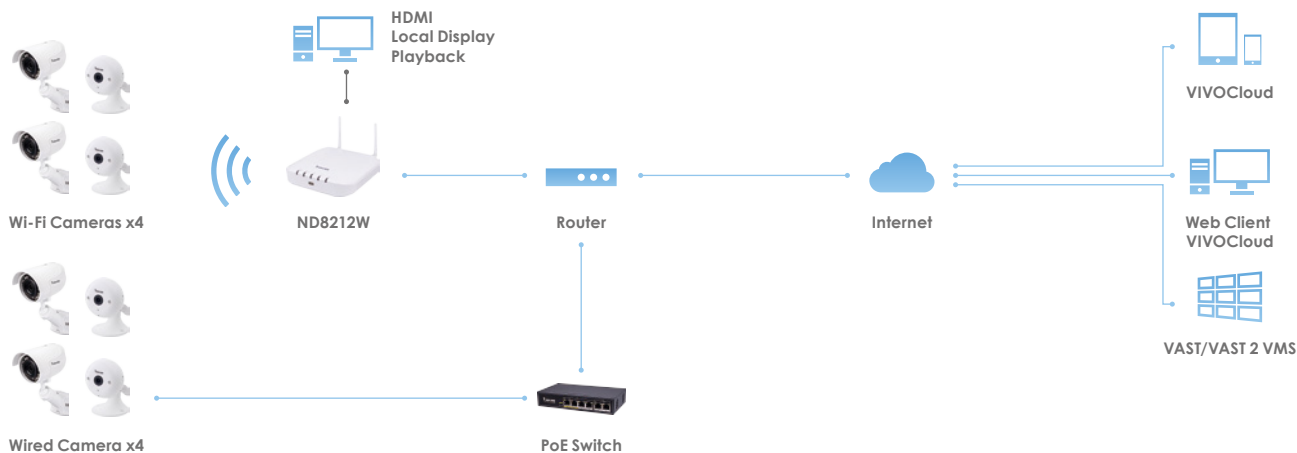 HDMI
Local Display
Playback
VIVOCloud
Wi-Fi Cameras x4
ND8212W
Router
Internet
Web Client
VIVOCloud
VAST/VAST 2 VMS
Wired Camera x4
PoE Switch